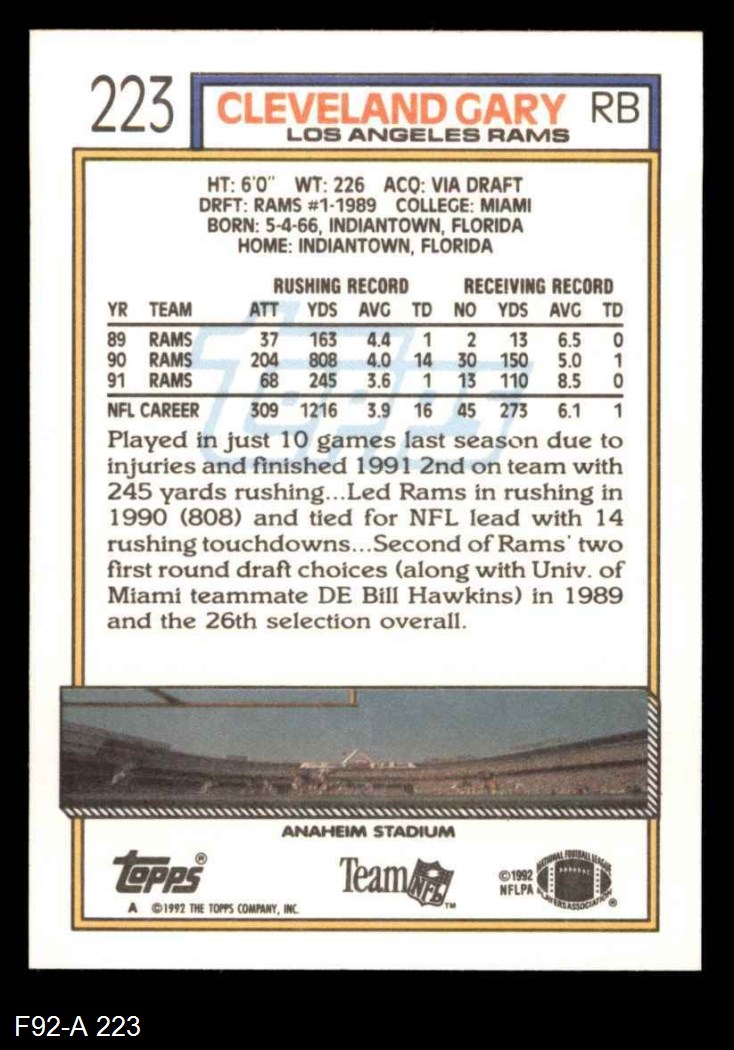 223 CLEVELAND GARY RB
LOS ANGELES RAMS
HT: 6'0" WT: 226 ACQ: VIA DRAFT
DRFT: RAMS #1-1989 COLLEGE: MIAMI
BORN: 5-4-66, INDIANTOWN, FLORIDA
HOME: INDIANTOWN, FLORIDA
RUSHING RECORD RECEIVING RECORD
YR TEAM ATT YDS AVG TD NO YDS AVG TD
89 RAMS 37 163 4.4 1 2 13 6.5 0
90 RAMS 204 808 4.0 14 30 150 5.0 1
91 RAMS 68 245 3.6 1 13 110 8.5 0
NFL CAREER 309 1216 3.9 16 45 273 6.1 1
Played in just 10 games last season due to
injuries and finished 1991 2nd on team with
245 yards rushing...Led Rams in rushing in
1990 (808) and tied for NFL lead with 14
rushing touchdowns...Second of Rams' two
first round draft choices (along with Univ. of
Miami teammate DE Bill Hawkins) in 1989
and the 26th selection overall.
ANAHEIM STADIUM
topps®
A ©1992 THE TOPPS COMPANY, INC.
Team NFL™
©1992
NFLPA
NATIONAL FOOTBALL LEAGUE
PLAYERS ASSOCIATION ®
F92-A 223